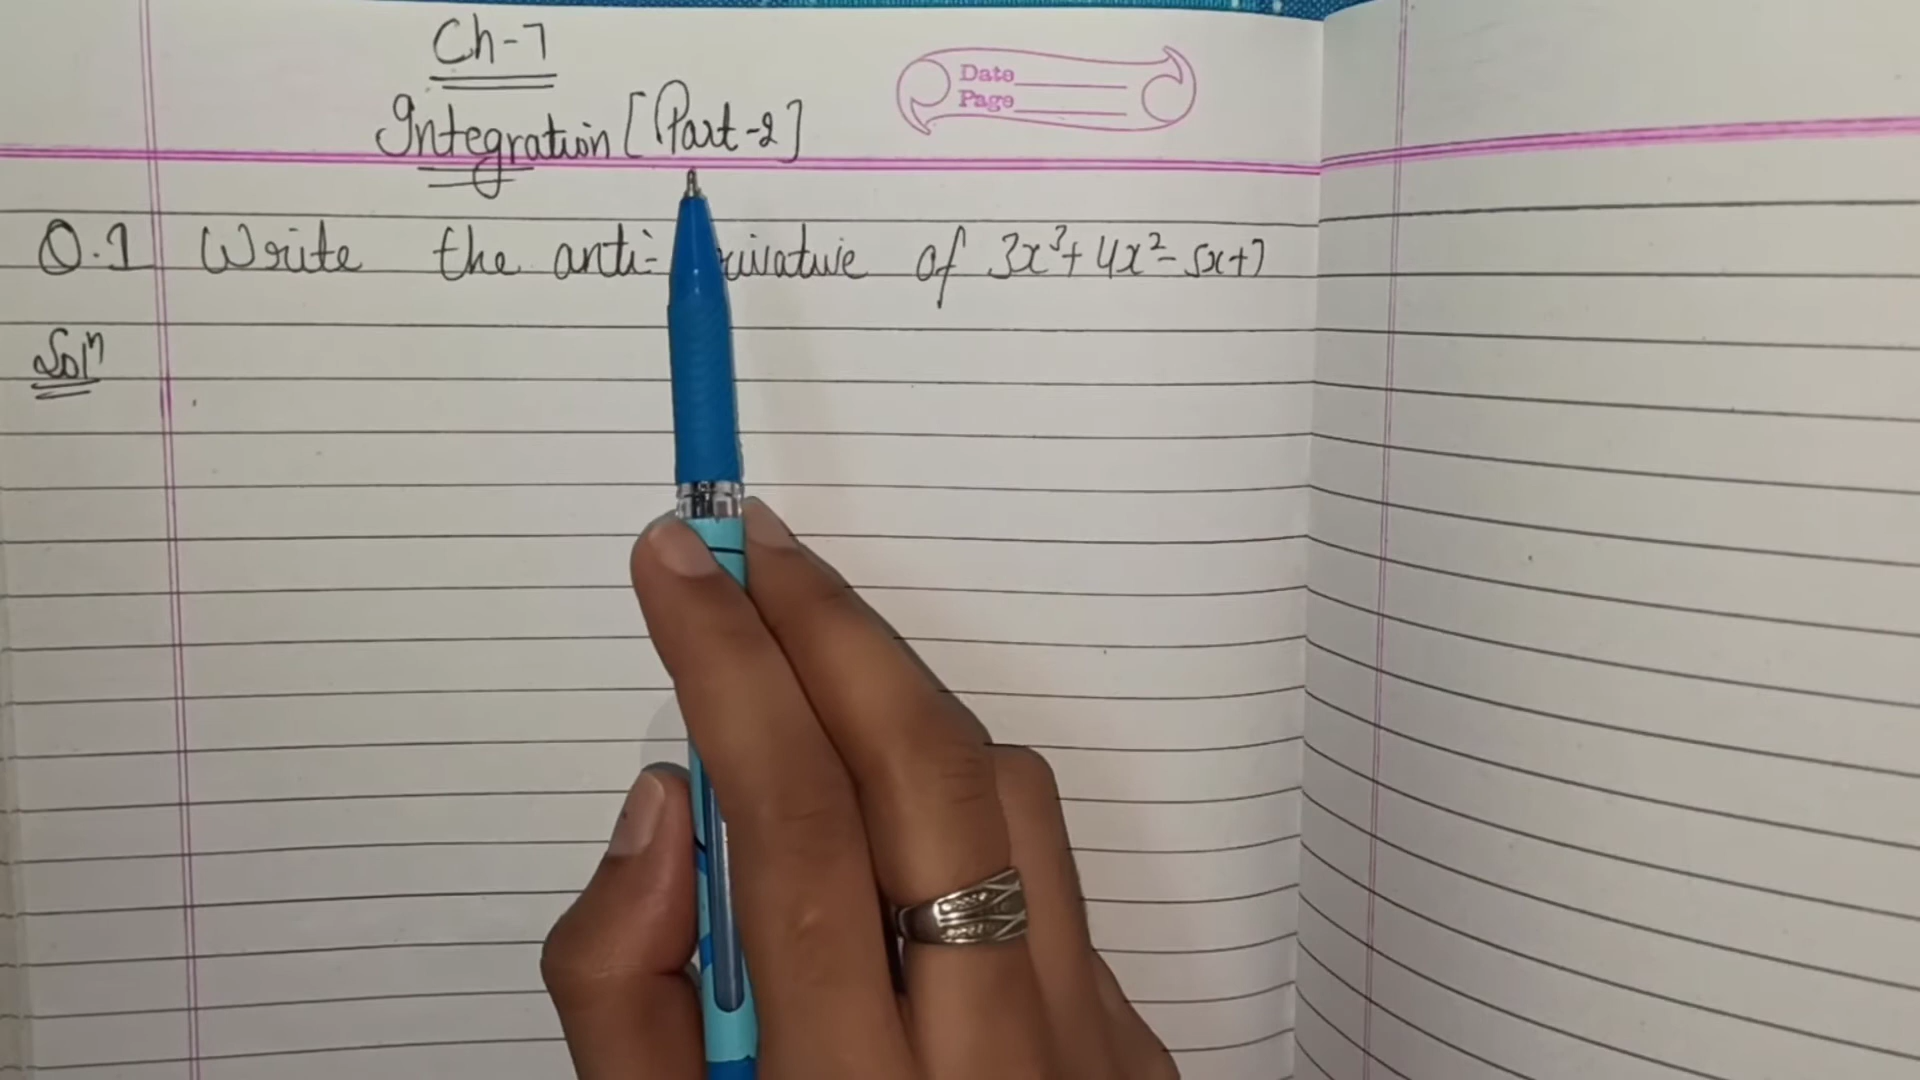 Ch-7
Integration [Part-2]
Date
Page
Q.1 Write the anti- of 3x³+4x²-5x+7
Solⁿ